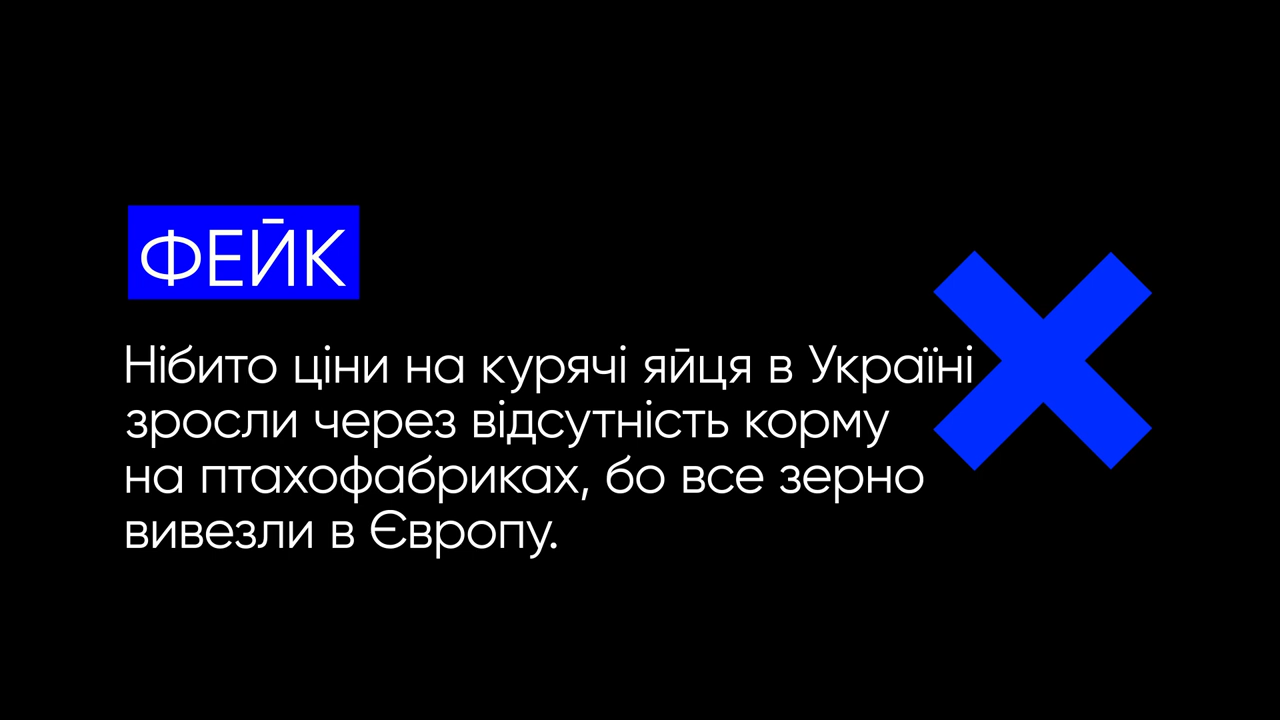 ФЕЙК
Нібито ціни на курячі яйця в Україні
зросли через відсутність корму
на птахофабриках, бо все зерно
вивезли в Європу.